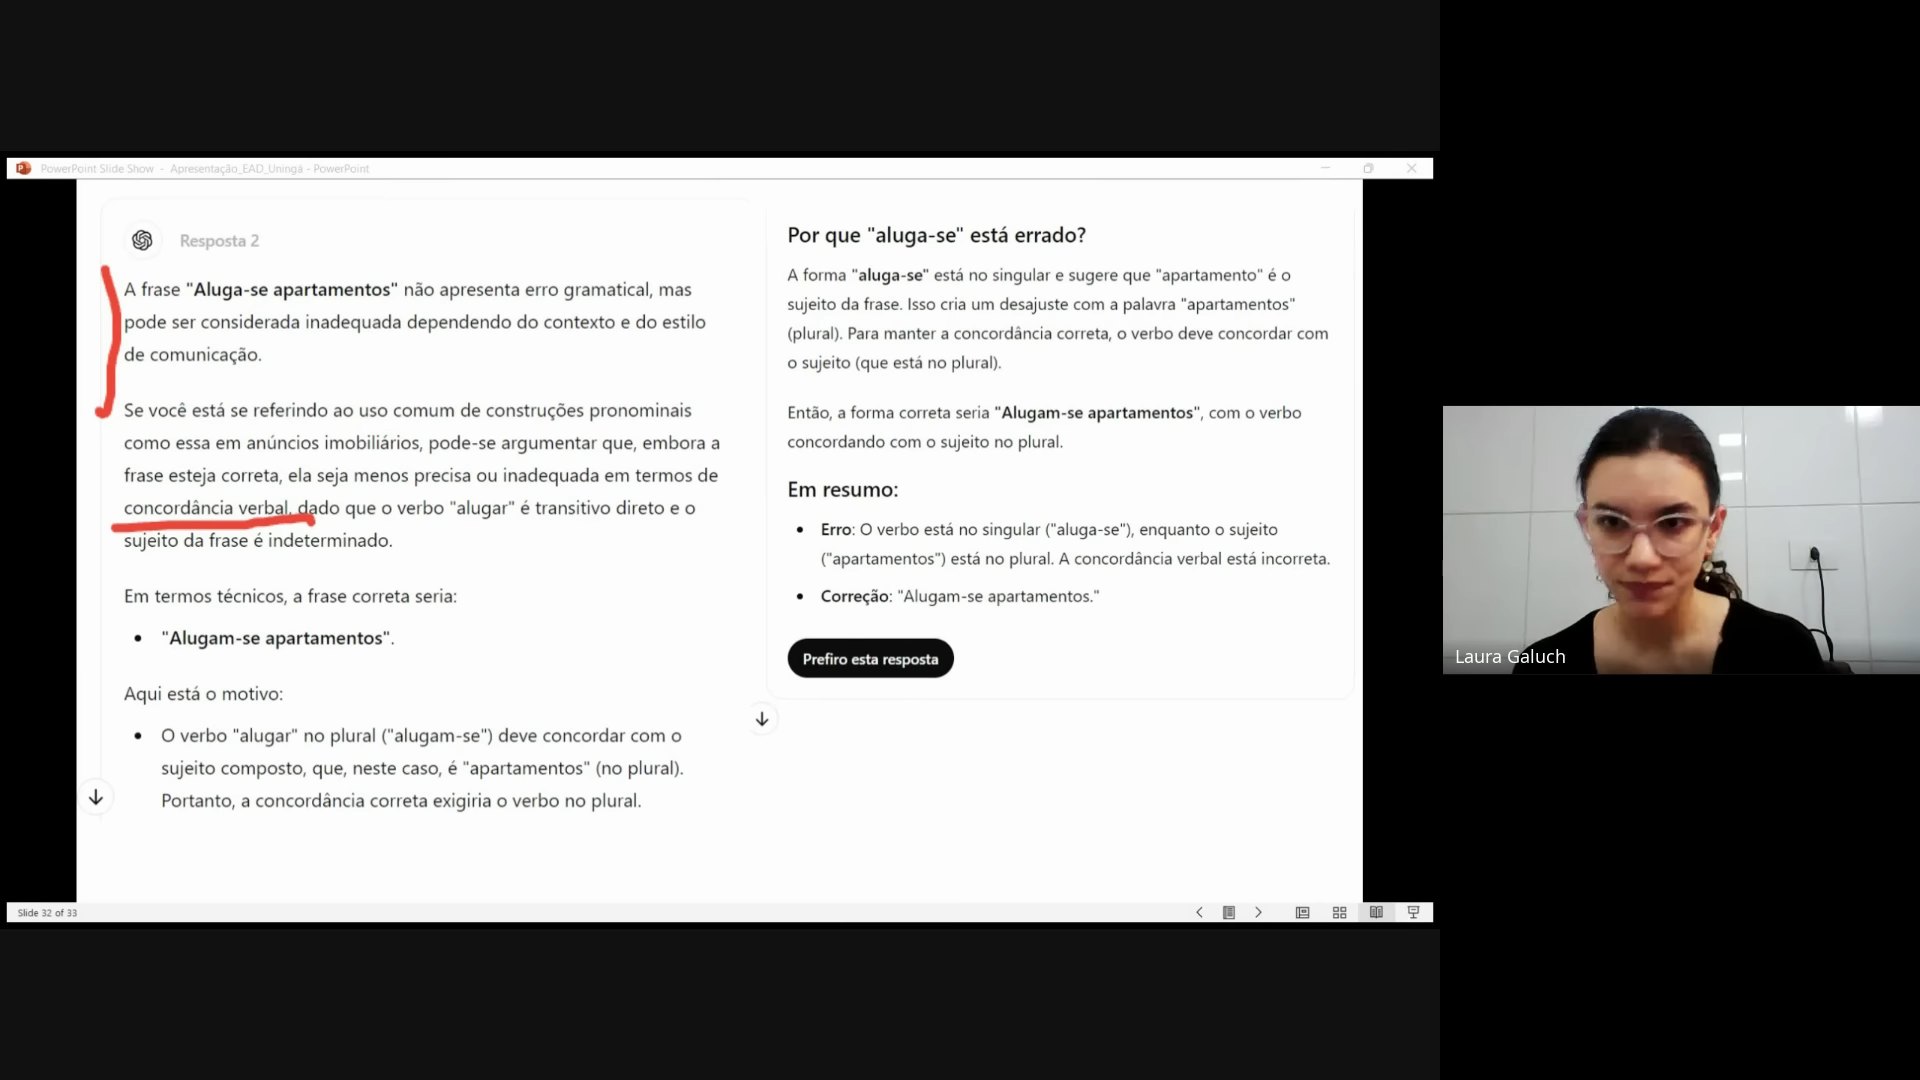 PowerPoint Slide Show - Apresentação_EAD_Uningá - PowerPoint
Resposta 2
A frase "Aluga-se apartamentos" não apresenta erro gramatical, mas
pode ser considerada inadequada dependendo do contexto e do estilo
de comunicação.
Se você está se referindo ao uso comum de construções pronominais
como essa em anúncios imobiliários, pode-se argumentar que, embora a
frase esteja correta, ela seja menos precisa ou inadequada em termos de
concordância verbal, dado que o verbo "alugar" é transitivo direto e o
sujeito da frase é indeterminado.
Em termos técnicos, a frase correta seria:
• "Alugam-se apartamentos".
Aqui está o motivo:
• O verbo "alugar" no plural ("alugam-se") deve concordar com o
sujeito composto, que, neste caso, é "apartamentos" (no plural).
Portanto, a concordância correta exigiria o verbo no plural.
Por que "aluga-se" está errado?
A forma "aluga-se" está no singular e sugere que "apartamento" é o
sujeito da frase. Isso cria um desajuste com a palavra "apartamentos"
(plural). Para manter a concordância correta, o verbo deve concordar com
o sujeito (que está no plural).
Então, a forma correta seria "Alugam-se apartamentos", com o verbo
concordando com o sujeito no plural.
Em resumo:
• Erro: O verbo está no singular ("aluga-se"), enquanto o sujeito
("apartamentos") está no plural. A concordância verbal está incorreta.
• Correção: "Alugam-se apartamentos."
Prefiro esta resposta
Slide 32 of 33
Laura Galuch